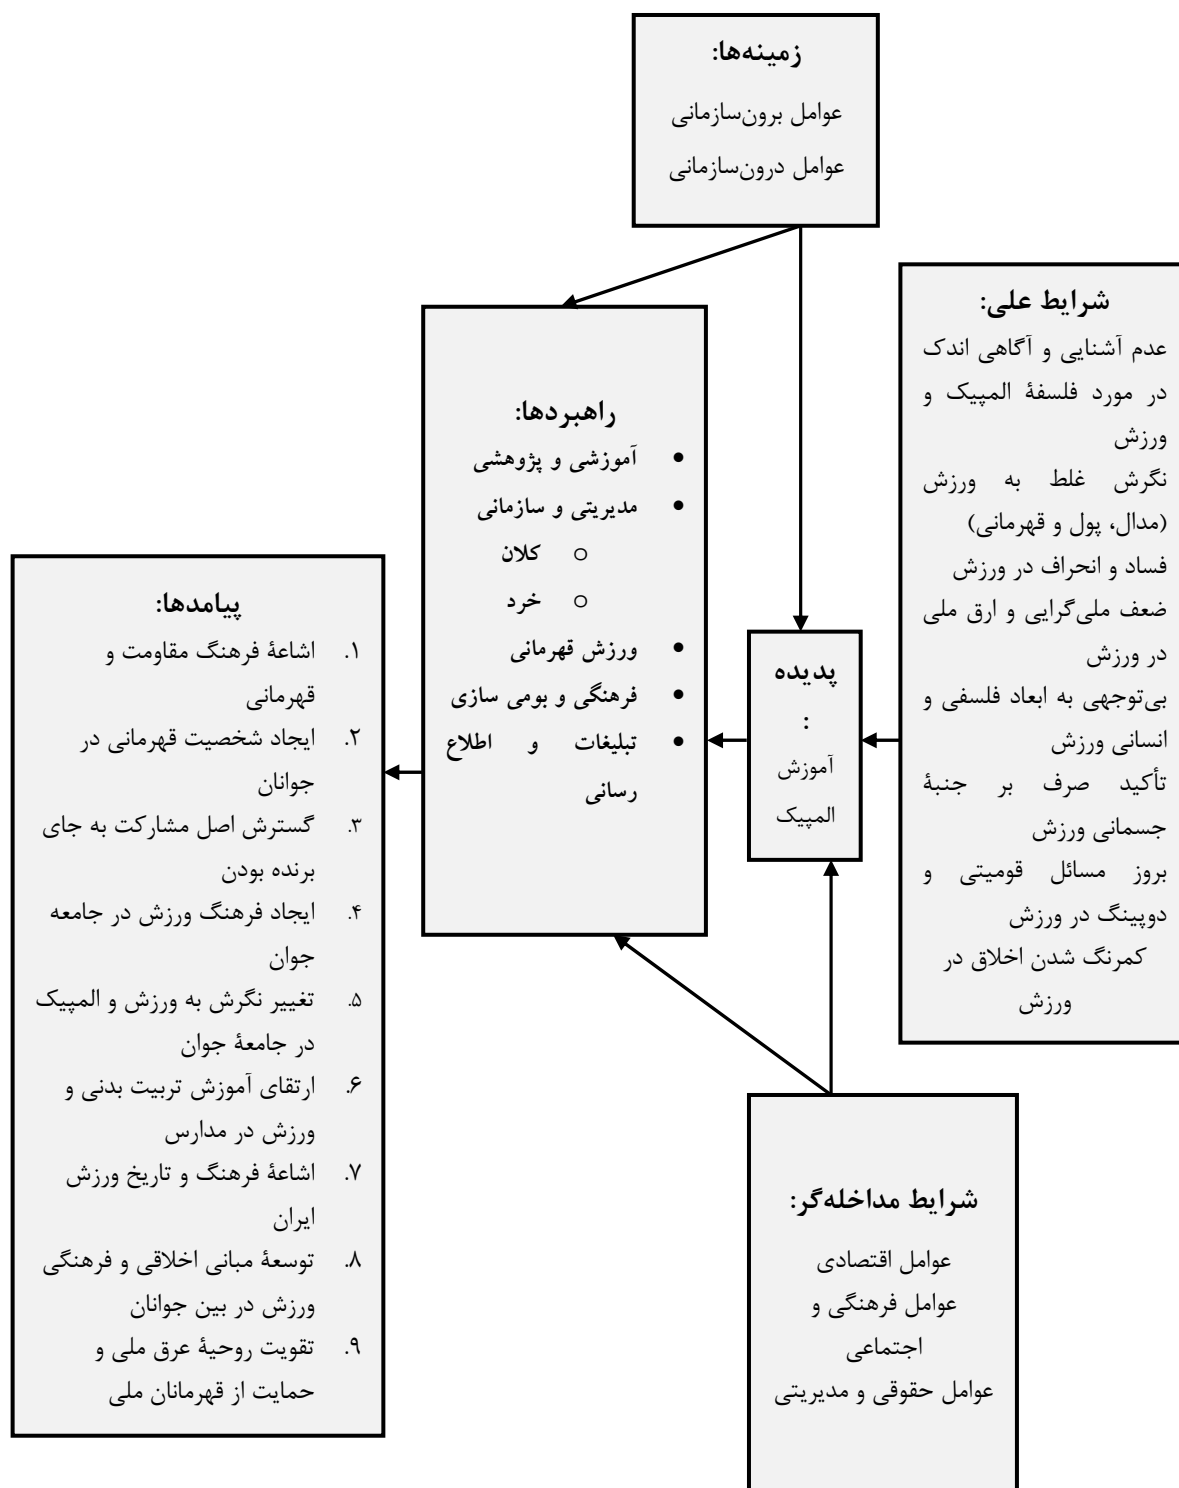 زمینه‌ها:
عوامل برون‌سازمانی
عوامل درون‌سازمانی
شرایط علی:
عدم آشنایی و آگاهی اندک
در مورد فلسفۀ المپیک و
ورزش
نگرش غلط به ورزش
(مدال، پول و قهرمانی)
فساد و انحراف در ورزش
ضعف ملی‌گرایی و ارق ملی
در ورزش
بی‌توجهی به ابعاد فلسفی و
انسانی ورزش
تأکید صرف بر جنبۀ
جسمانی ورزش
بروز مسائل قومیتی و
دوپینگ در ورزش
کمرنگ شدن اخلاق در
ورزش
پدیده
:
آموزش
المپیک
راهبردها:
• آموزشی و پژوهشی
• مدیریتی و سازمانی
o کلان
o خرد
• ورزش قهرمانی
• فرهنگی و بومی سازی
• تبلیغات و اطلاع
رسانی
پیامدها:
۱. اشاعۀ فرهنگ مقاومت و
قهرمانی
۲. ایجاد شخصیت قهرمانی در
جوانان
۳. گسترش اصل مشارکت به جای
برنده بودن
۴. ایجاد فرهنگ ورزش در جامعه
جوان
۵. تغییر نگرش به ورزش و المپیک
در جامعۀ جوان
۶. ارتقای آموزش تربیت بدنی و
ورزش در مدارس
۷. اشاعۀ فرهنگ و تاریخ ورزش
ایران
۸. توسعۀ مبانی اخلاقی و فرهنگی
ورزش در بین جوانان
۹. تقویت روحیۀ عرق ملی و
حمایت از قهرمانان ملی
شرایط مداخله‌گر:
عوامل اقتصادی
عوامل فرهنگی و
اجتماعی
عوامل حقوقی و مدیریتی